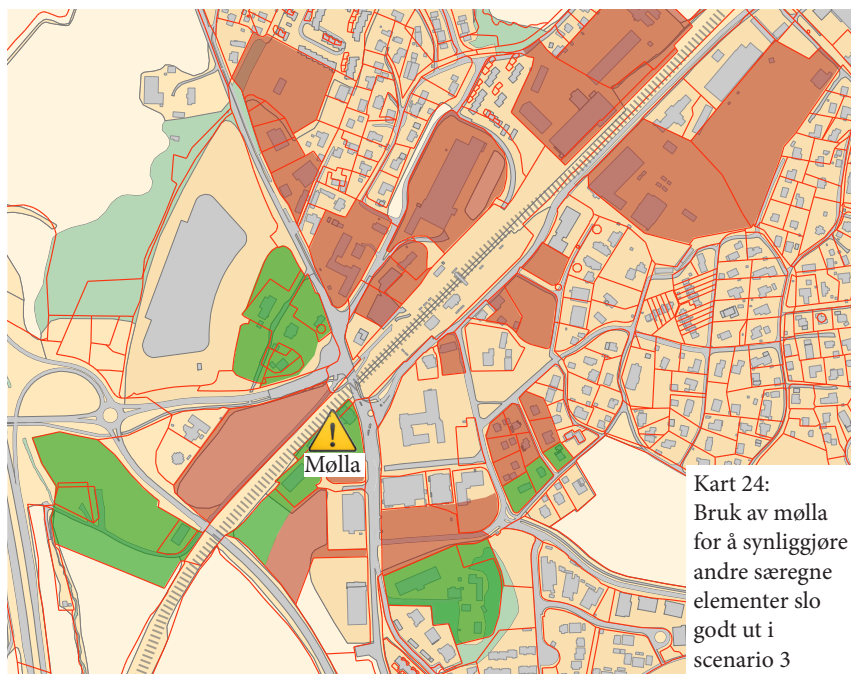 Mølla
Kart 24:
Bruk av mølla
for å synliggjøre
andre særegne
elementer slo
godt ut i
scenario 3